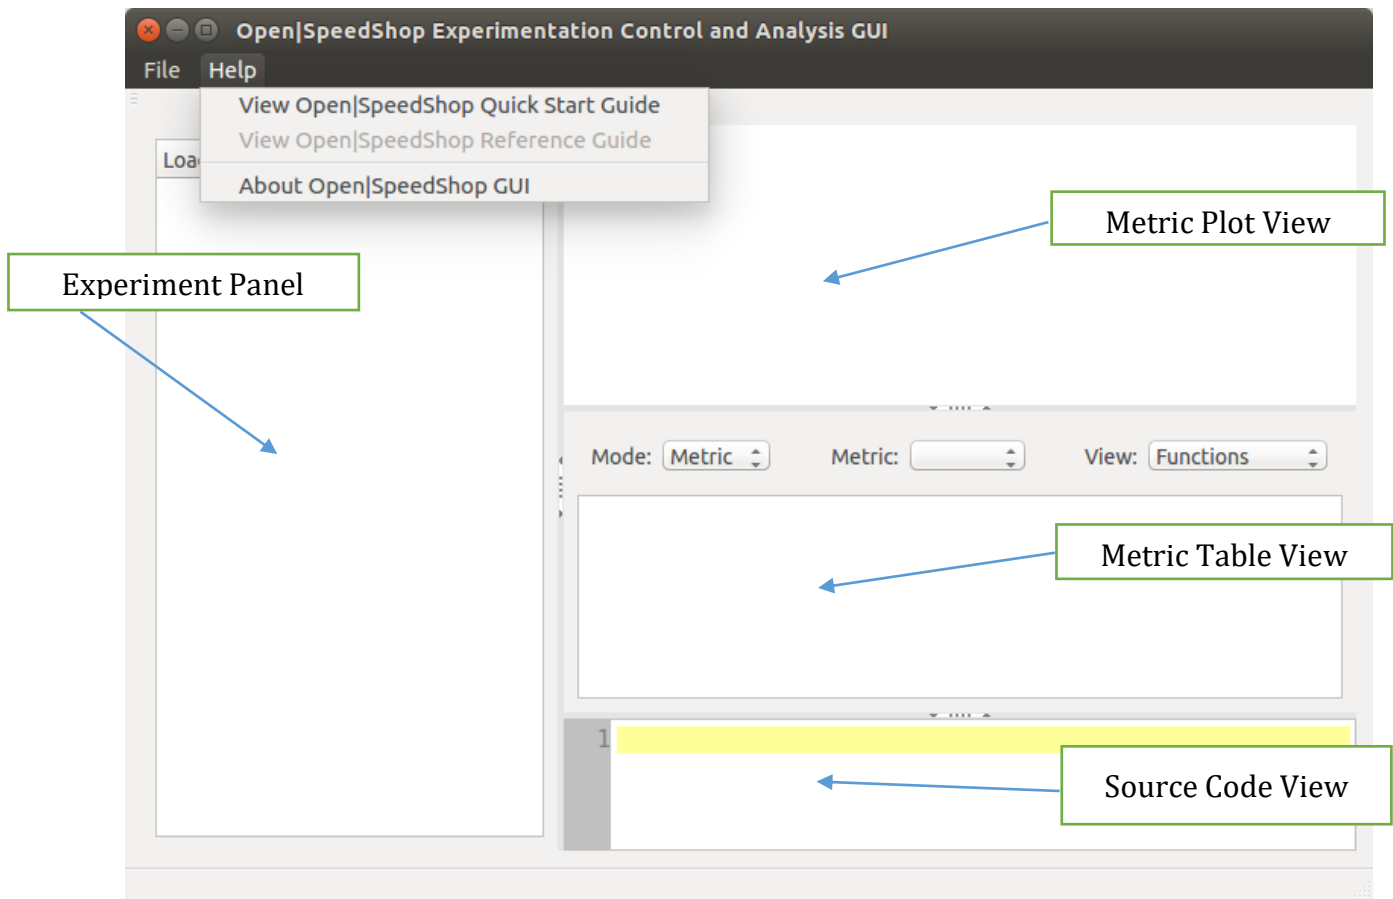 Open|SpeedShop Experimentation Control and Analysis GUI
File Help
View Open|SpeedShop Quick Start Guide
View Open|SpeedShop Reference Guide
Loa
About Open|SpeedShop GUI
Metric Plot View
Experiment Panel
Mode: Metric Metric: View: Functions
Metric Table View
1
Source Code View